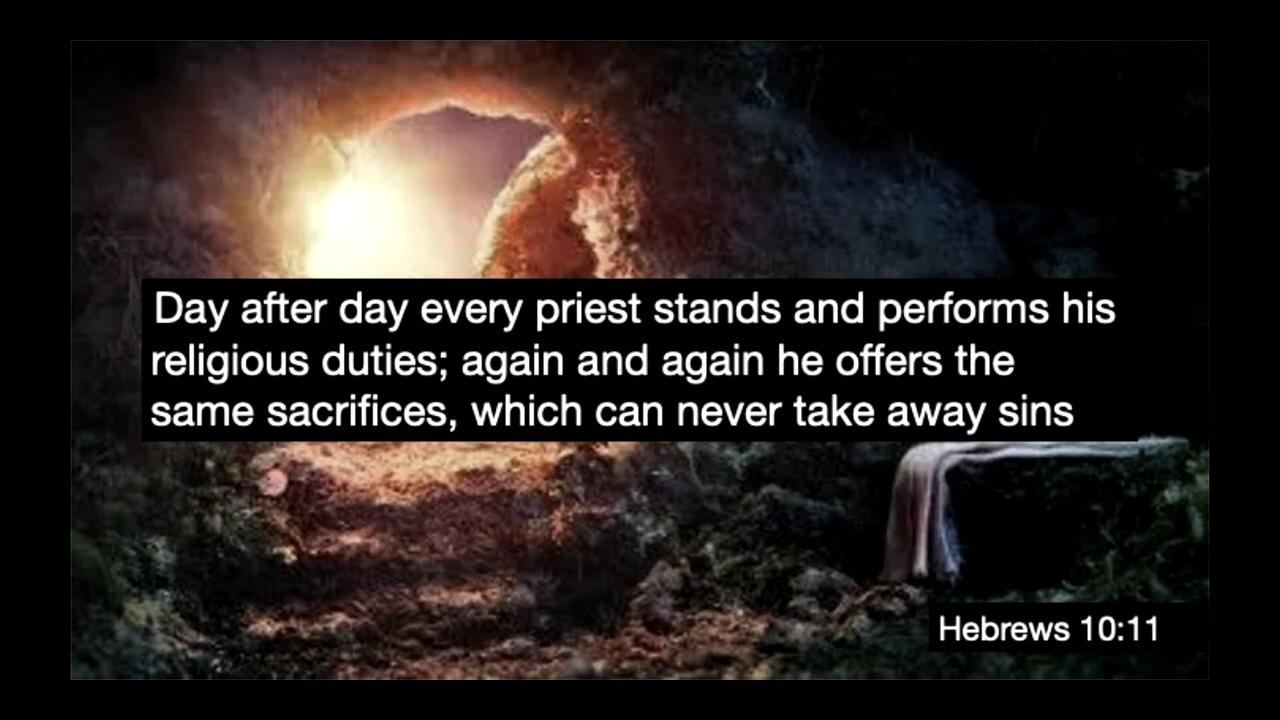 Day after day every priest stands and performs his
religious duties; again and again he offers the
same sacrifices, which can never take away sins
Hebrews 10:11